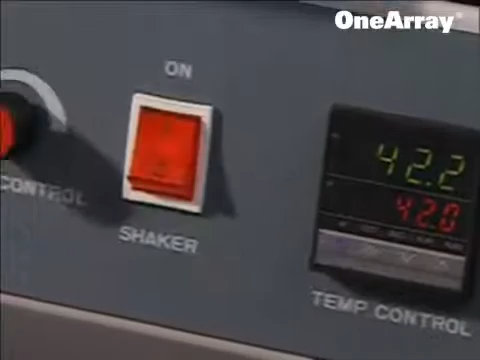 OneArray®
ON
42.2
42.0
CONTROL
SHAKER
TEMP. CONTROL